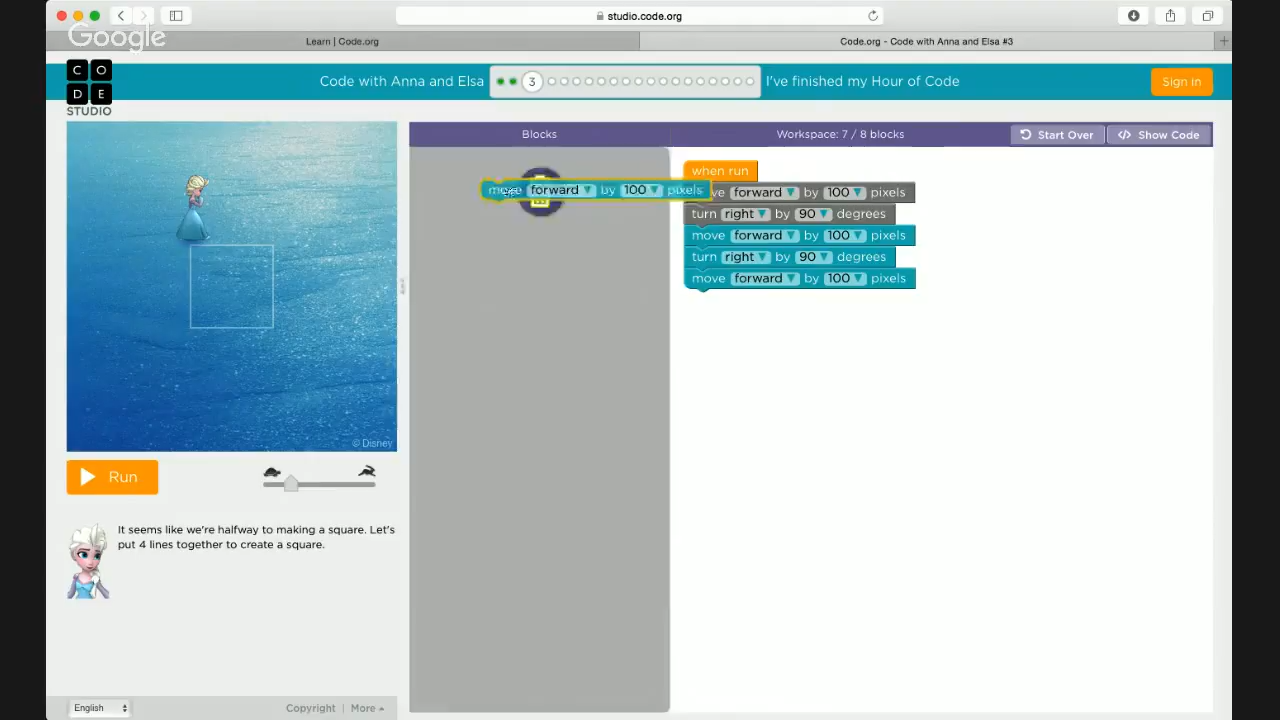 studio.code.org
Google
Learn | Code.org
Code.org - Code with Anna and Elsa #3
C O
D E
STUDIO
Code with Anna and Elsa
3
I've finished my Hour of Code
Sign in
Blocks
Workspace: 7 / 8 blocks
Start Over
</> Show Code
when run
move forward by 100 pixels
forward by 100 pixels
turn right by 90 degrees
move forward by 100 pixels
turn right by 90 degrees
move forward by 100 pixels
© Disney
Run
It seems like we're halfway to making a square. Let's
put 4 lines together to create a square.
English
Copyright | More